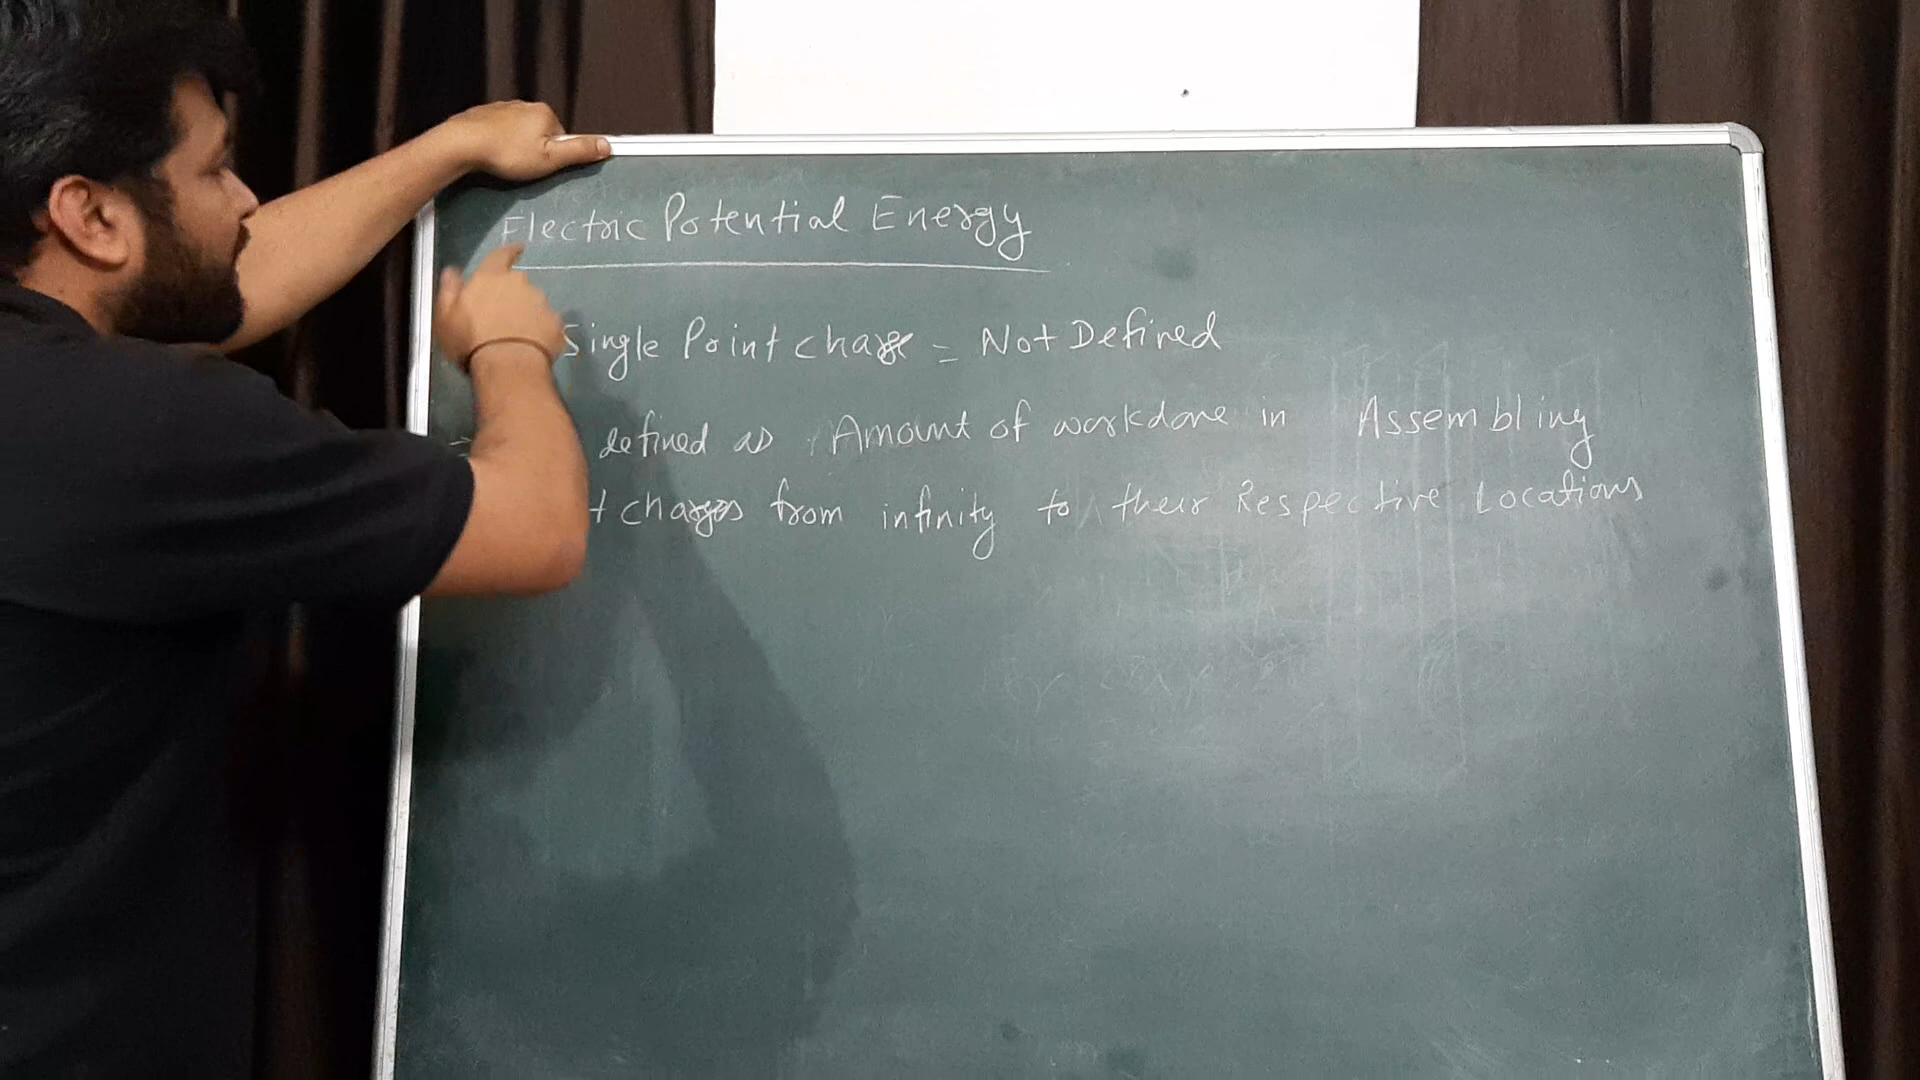 Electric Potential Energy
Single Point charge = Not Defined
defined as Amount of workdone in Assembling
charges from infinity to their Respective Locations